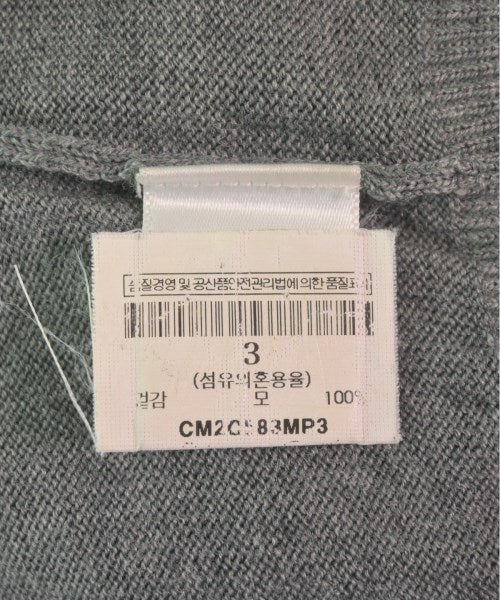 품질경영 및 공산품안전관리법에 의한 품질표시
3
(섬유의혼용율)
겉감 모 100%